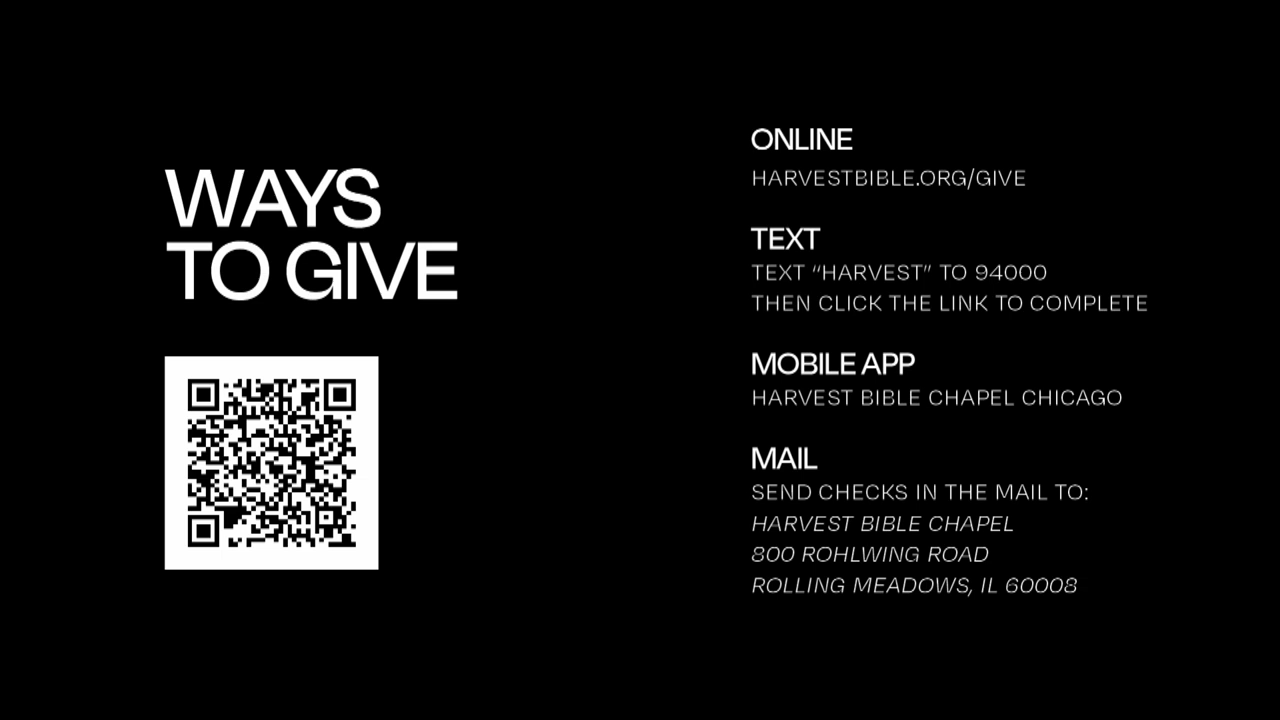 WAYS
TO GIVE
ONLINE
HARVESTBIBLE.ORG/GIVE
TEXT
TEXT “HARVEST” TO 94000
THEN CLICK THE LINK TO COMPLETE
MOBILE APP
HARVEST BIBLE CHAPEL CHICAGO
MAIL
SEND CHECKS IN THE MAIL TO:
HARVEST BIBLE CHAPEL
800 ROHLWING ROAD
ROLLING MEADOWS, IL 60008